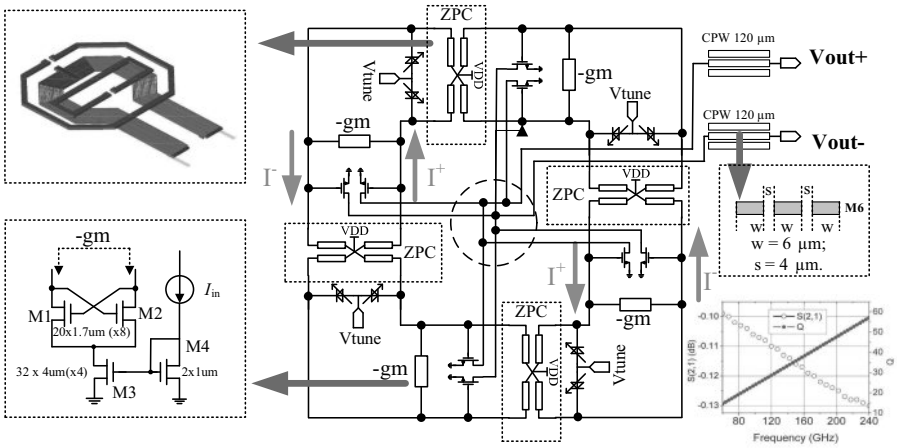 ZPC
VDD
Vtune
-gm
CPW 120 µm
Vout+
Vtune
-gm
CPW 120 µm
Vout-
I-
I+
VDD
ZPC
s s
M6
w w w
w = 6 µm;
s = 4 µm.
VDD
ZPC
-gm
Iin
M1 M2
20x1.7um (x8)
M4
32 x 4um(x4)
2x1um
M3
Vtune
I+
I-
-gm
ZPC
-gm
VDD
Vtune
-0.10
-0.11
-0.12
-0.13
S(2,1) (dB)
S(2,1)
Q
60
50
40
30
20
10
Q
80 120 160 200 240
Frequency (GHz)